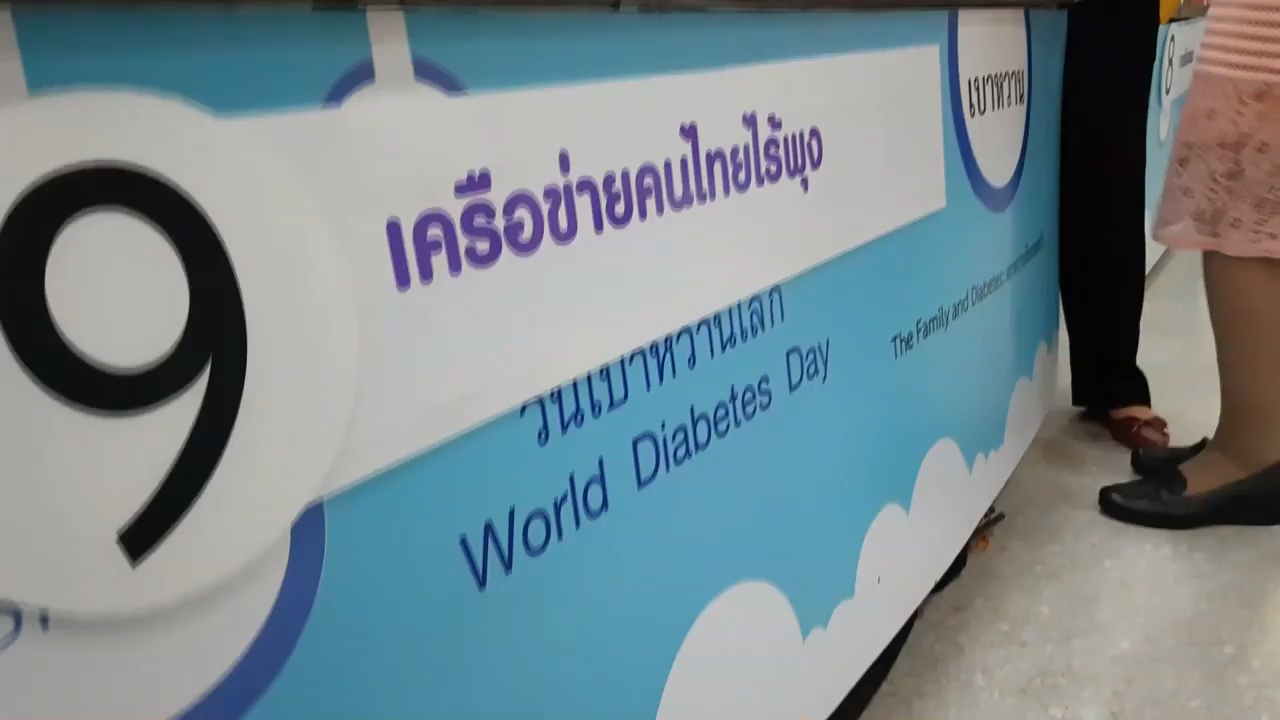 9
เครือข่ายคนไทยไร้พุง
เบาหวาน
8
วันเบาหวานโลก
World Diabetes Day
The Family and Diabetes: